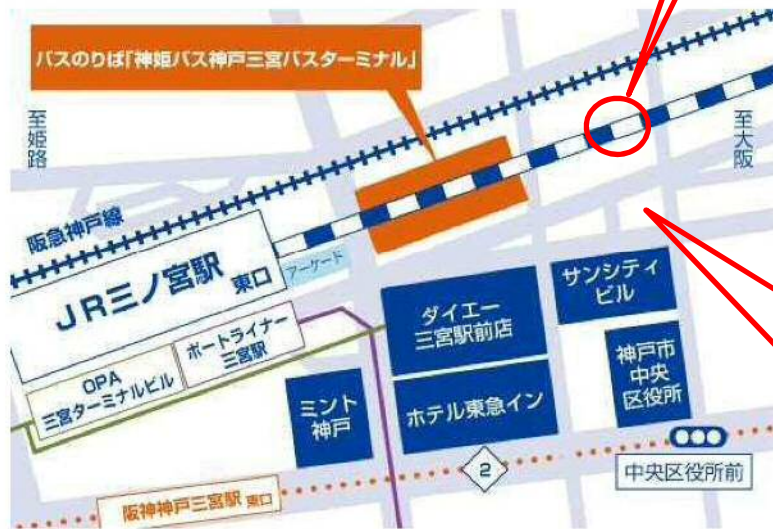 バスのりば「神姫バス神戸三宮バスターミナル」
至姫路
至大阪
阪急神戸線
JR三ノ宮駅
東口
アーケード
サンシティ
ビル
ダイエー
三宮駅前店
ポートライナー
三宮駅
OPA
三宮ターミナルビル
神戸市
中央
区役所
ミント
神戸
ホテル東急イン
2
中央区役所前
阪神神戸三宮駅 東口